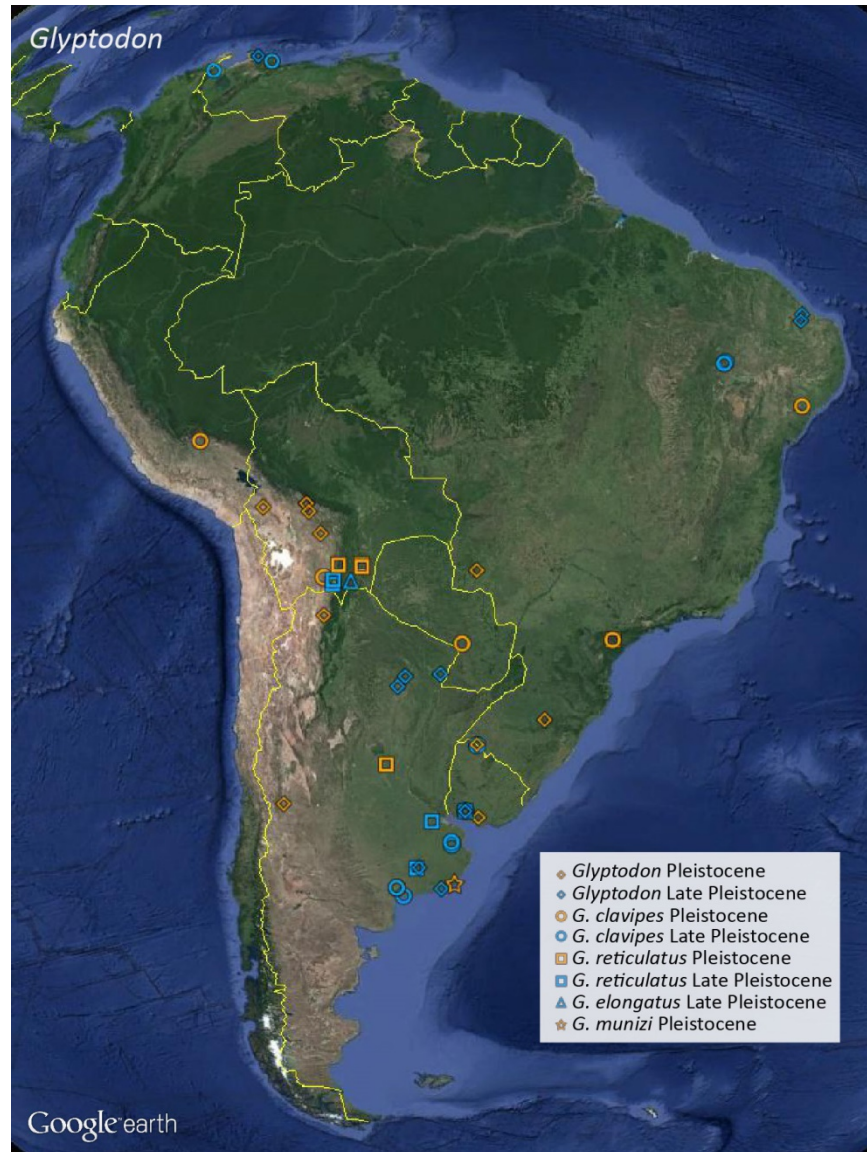 Glyptodon
Glyptodon Pleistocene
Glyptodon Late Pleistocene
G. clavipes Pleistocene
G. clavipes Late Pleistocene
G. reticulatus Pleistocene
G. reticulatus Late Pleistocene
G. elongatus Late Pleistocene
G. munizi Pleistocene
Google earth